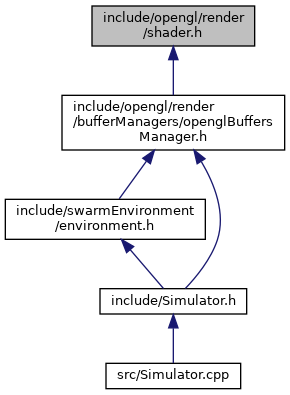 include/opengl/render
/shader.h
include/opengl/render
/bufferManagers/openglBuffers
Manager.h
include/swarmEnvironment
/environment.h
include/Simulator.h
src/Simulator.cpp